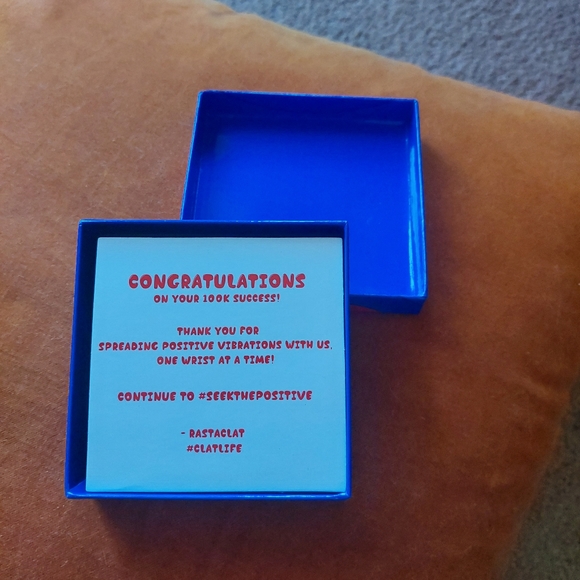 CONGRATULATIONS
ON YOUR 100K SUCCESS!
THANK YOU FOR
SPREADING POSITIVE VIBRATIONS WITH US,
ONE WRIST AT A TIME!
CONTINUE TO #SEEKTHEPOSITIVE
- RASTACLAT
#CLATLIFE